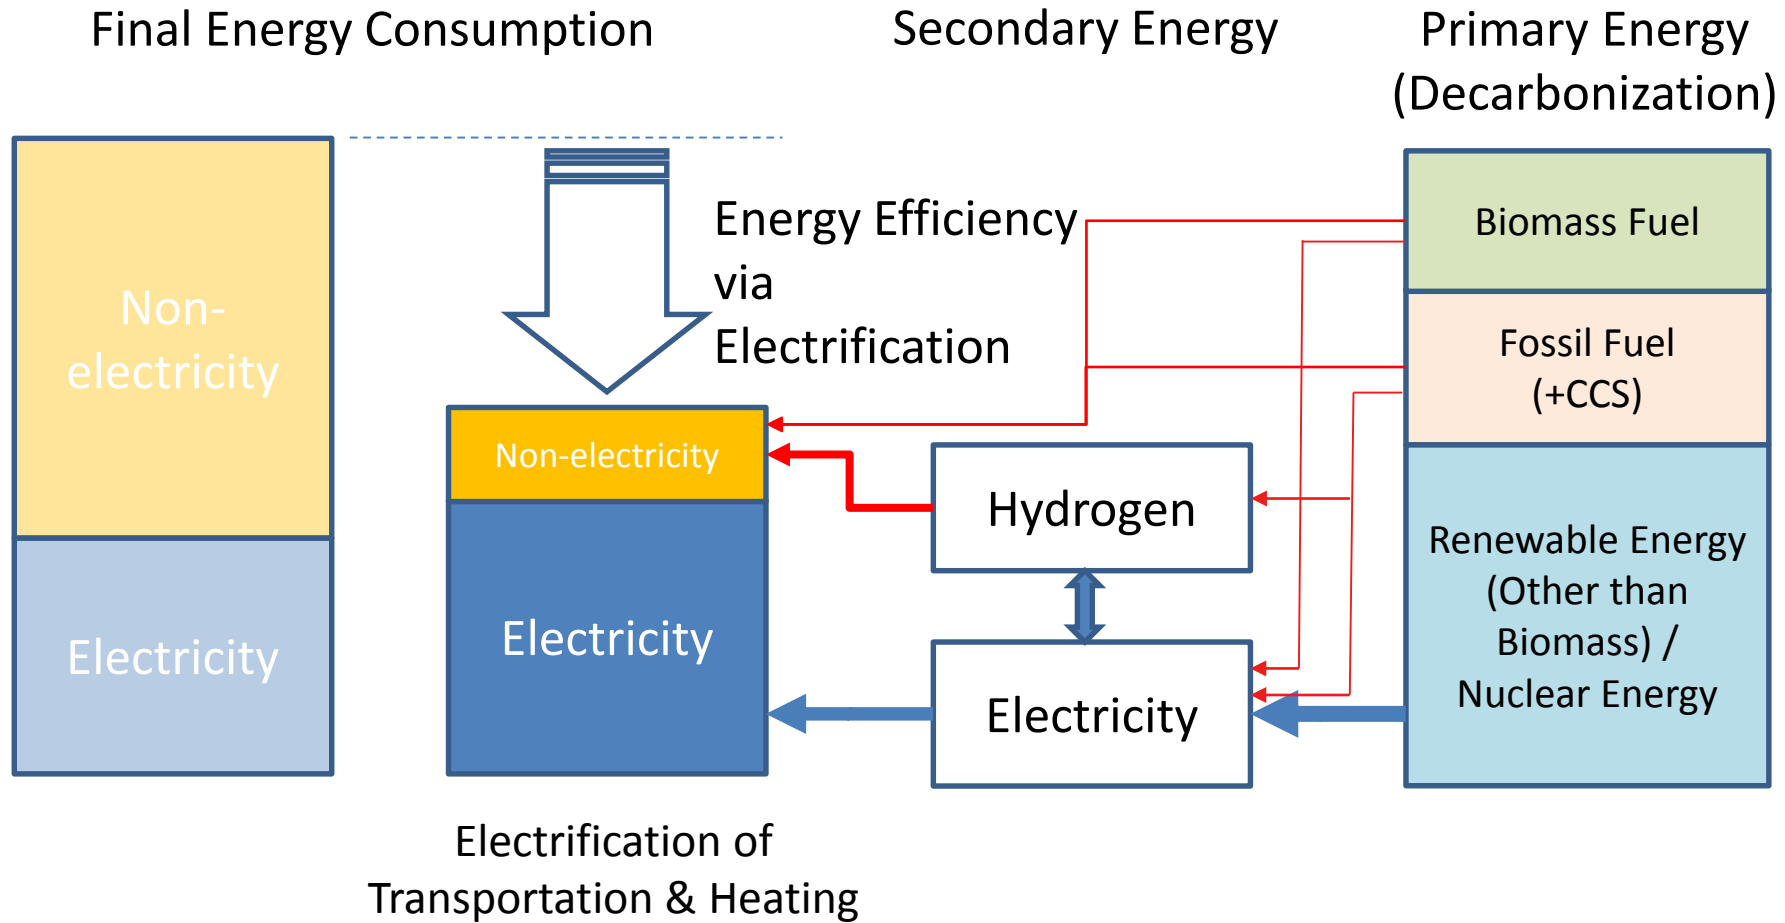 Final Energy Consumption
Secondary Energy
Primary Energy
(Decarbonization)
Non-
electricity
Electricity
Energy Efficiency
via
Electrification
Non-electricity
Electricity
Electrification of
Transportation & Heating
Hydrogen
Electricity
Biomass Fuel
Fossil Fuel
(+CCS)
Renewable Energy
(Other than
Biomass) /
Nuclear Energy